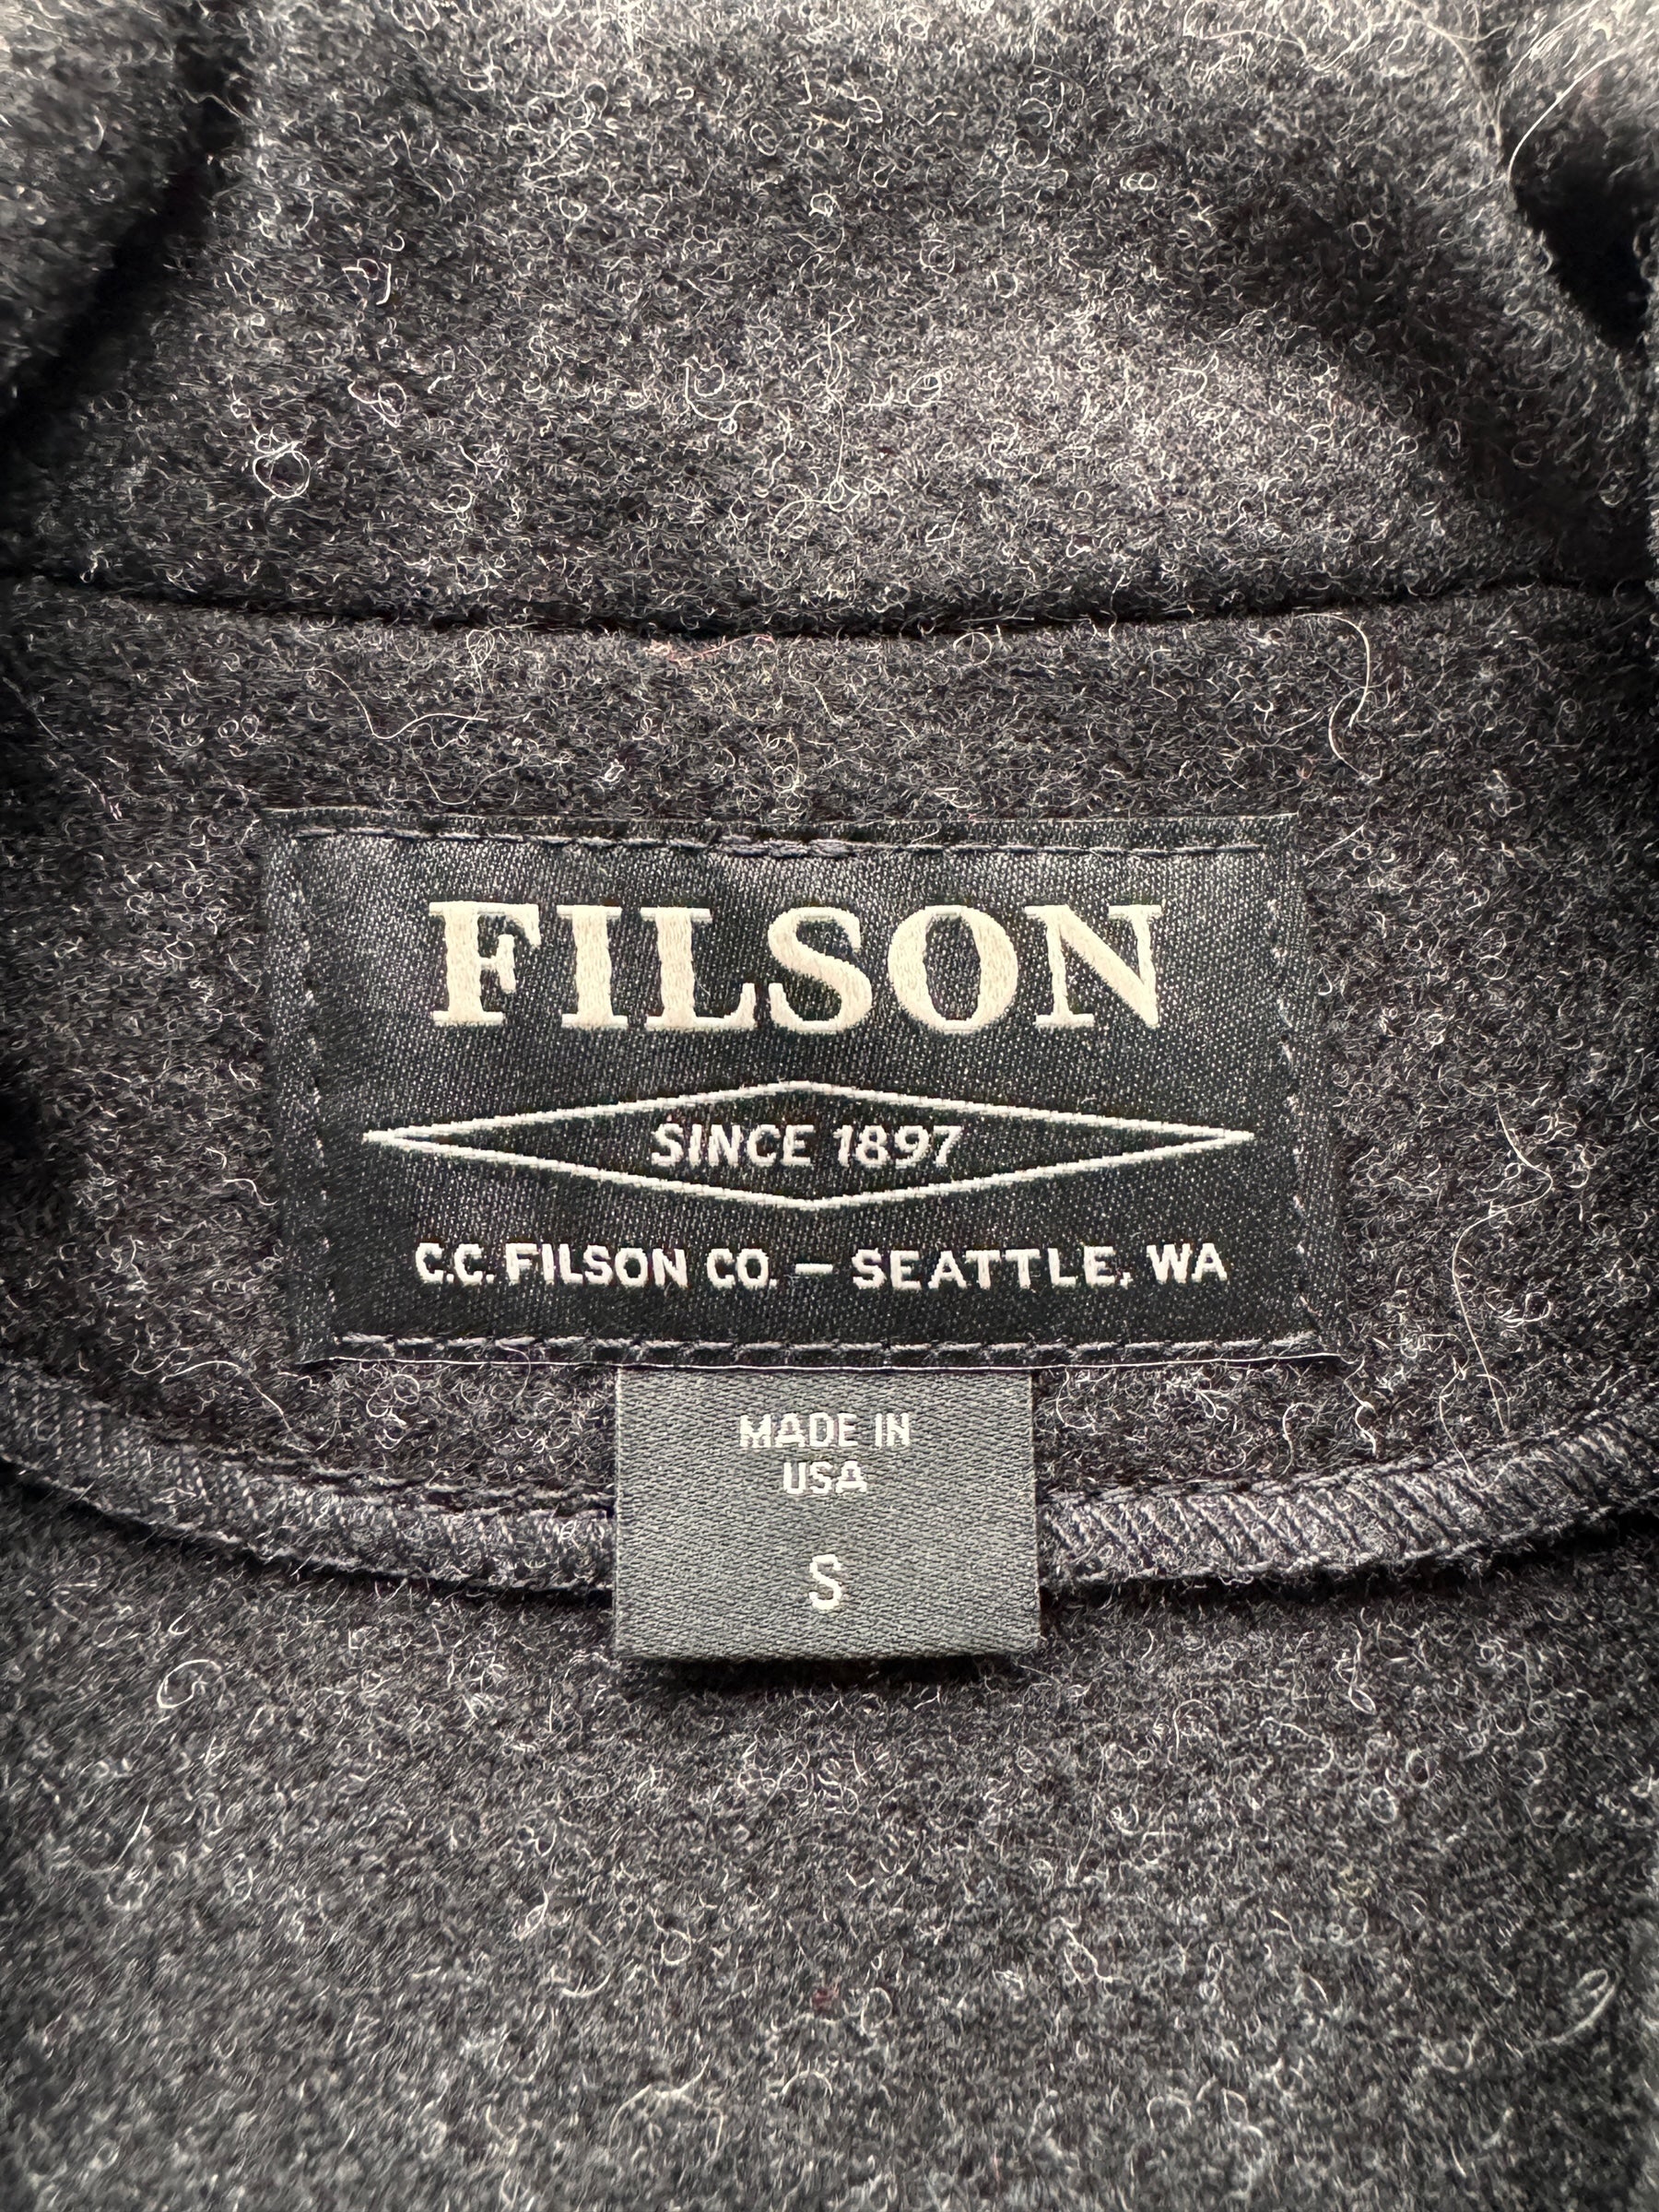 FILSON
SINCE 1897
C.C. FILSON CO. – SEATTLE, WA
MADE IN
USA
S